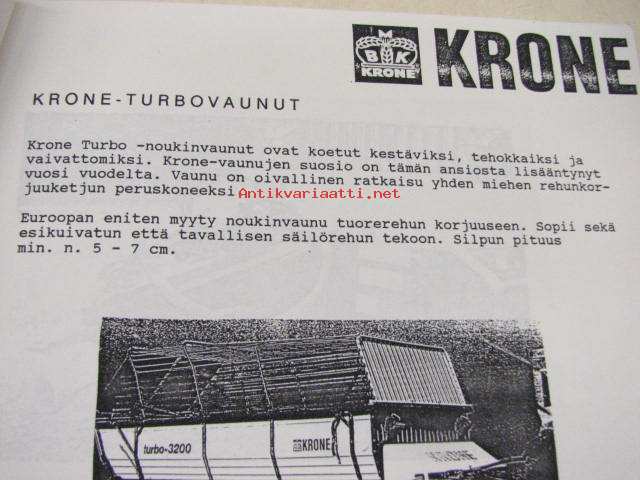 M
B K
KRONE
KRONE
KRONE-TURBOVAUNUT
Krone Turbo -noukinvaunut ovat koetut kestäviksi, tehokkaiksi ja
vaivattomiksi. Krone-vaunujen suosio on tämän ansiosta lisääntynyt
vuosi vuodelta. Vaunu on oivallinen ratkaisu yhden miehen rehunkor-
juuketjun peruskoneeksi
Antikvariaatti.net
Euroopan eniten myyty noukinvaunu tuorerehun korjuuseen. Sopii sekä
esikuivatun että tavallisen säilörehun tekoon. Silpun pituus
min. n. 5 - 7 cm.
turbo-3200
KRONE
KRONE